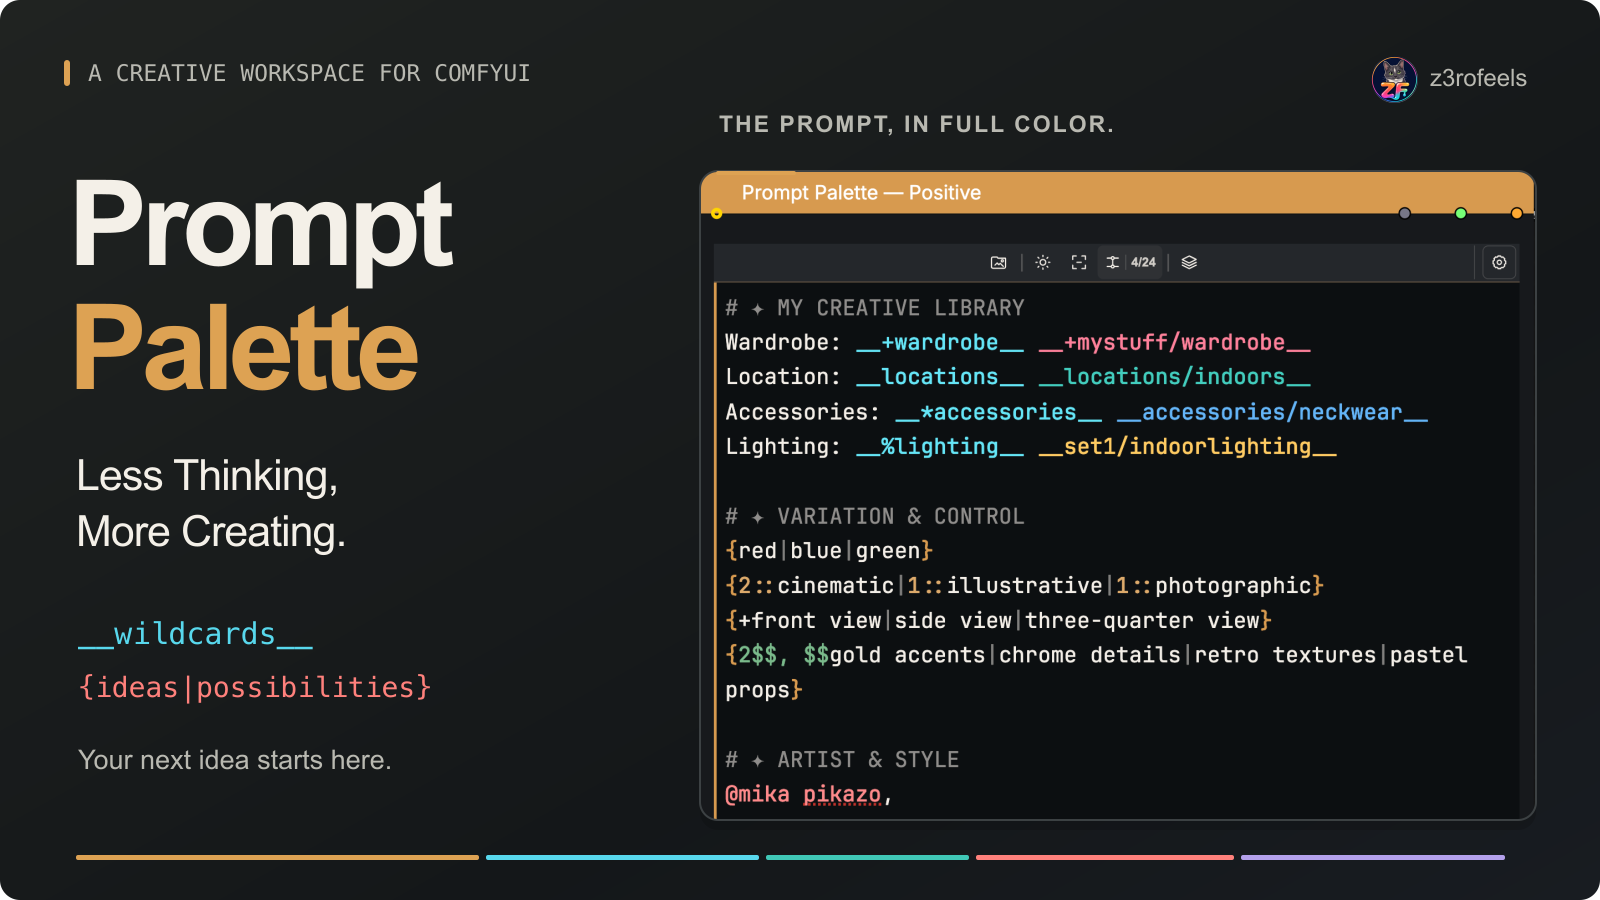 A CREATIVE WORKSPACE FOR COMFYUI
z3rofeels
ZF
THE PROMPT, IN FULL COLOR.
Prompt
Palette
Less Thinking,
More Creating.
__wildcards__
{ideas|possibilities}
Your next idea starts here.
Prompt Palette — Positive
4/24
# ✦ MY CREATIVE LIBRARY
Wardrobe: __+wardrobe__ __+mystuff/wardrobe__
Location: __locations__ __locations/indoors__
Accessories: __*accessories__ __accessories/neckwear__
Lighting: __%lighting__ __set1/indoorlighting__
# ✦ VARIATION & CONTROL
{red|blue|green}
{2::cinematic|1::illustrative|1::photographic}
{+front view|side view|three-quarter view}
{2$$, $$gold accents|chrome details|retro textures|pastel
props}
# ✦ ARTIST & STYLE
@mika pikazo,